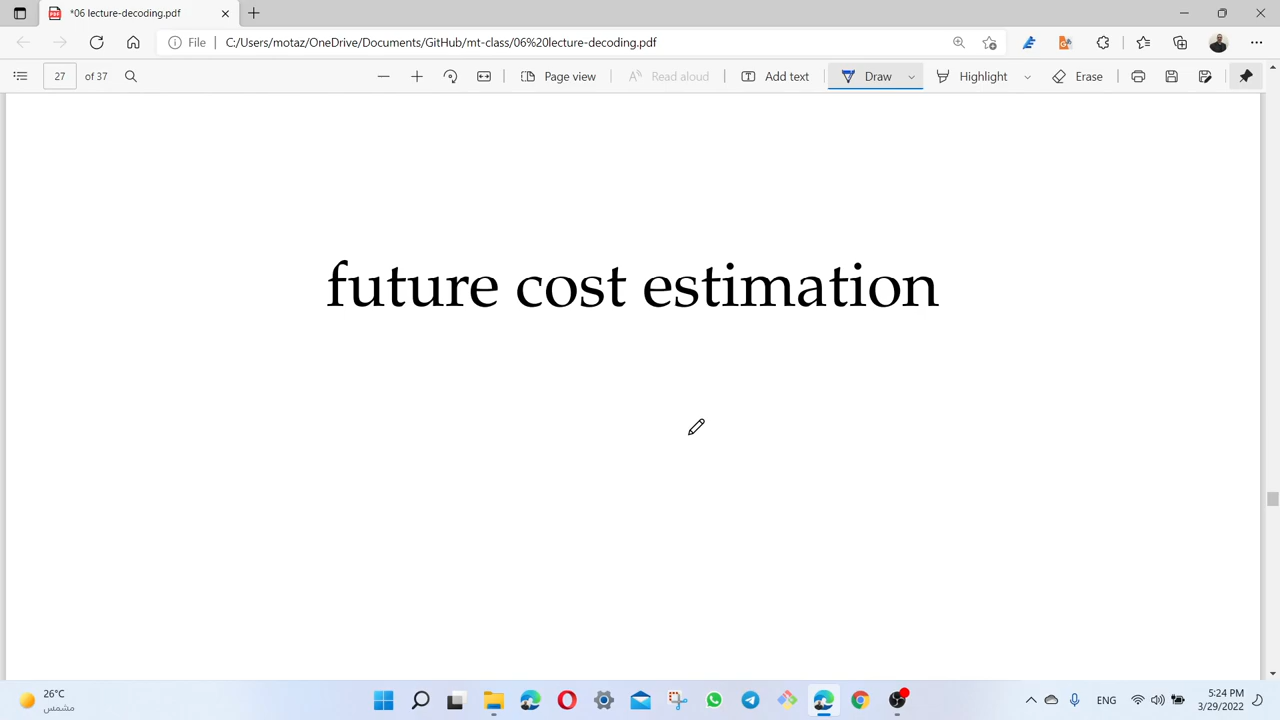 *06 lecture-decoding.pdf
File C:/Users/motaz/OneDrive/Documents/GitHub/mt-class/06%20lecture-decoding.pdf
27 of 37 Page view Read aloud Add text Draw Highlight Erase
future cost estimation
26°C
مشمس
ENG
5:24 PM
3/29/2022